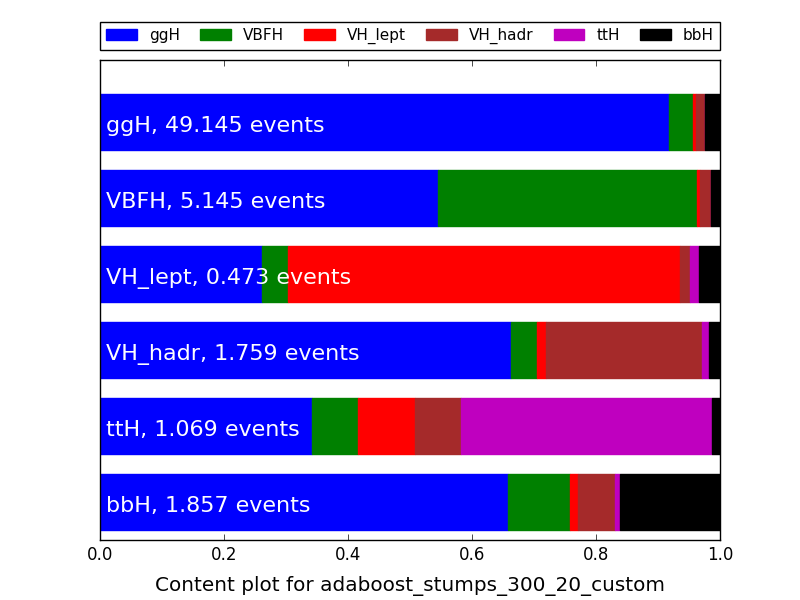 ggH VBFH VH_lept VH_hadr ttH bbH
ggH, 49.145 events
VBFH, 5.145 events
VH_lept, 0.473 events
VH_hadr, 1.759 events
ttH, 1.069 events
bbH, 1.857 events
0.0 0.2 0.4 0.6 0.8 1.0
Content plot for adaboost_stumps_300_20_custom